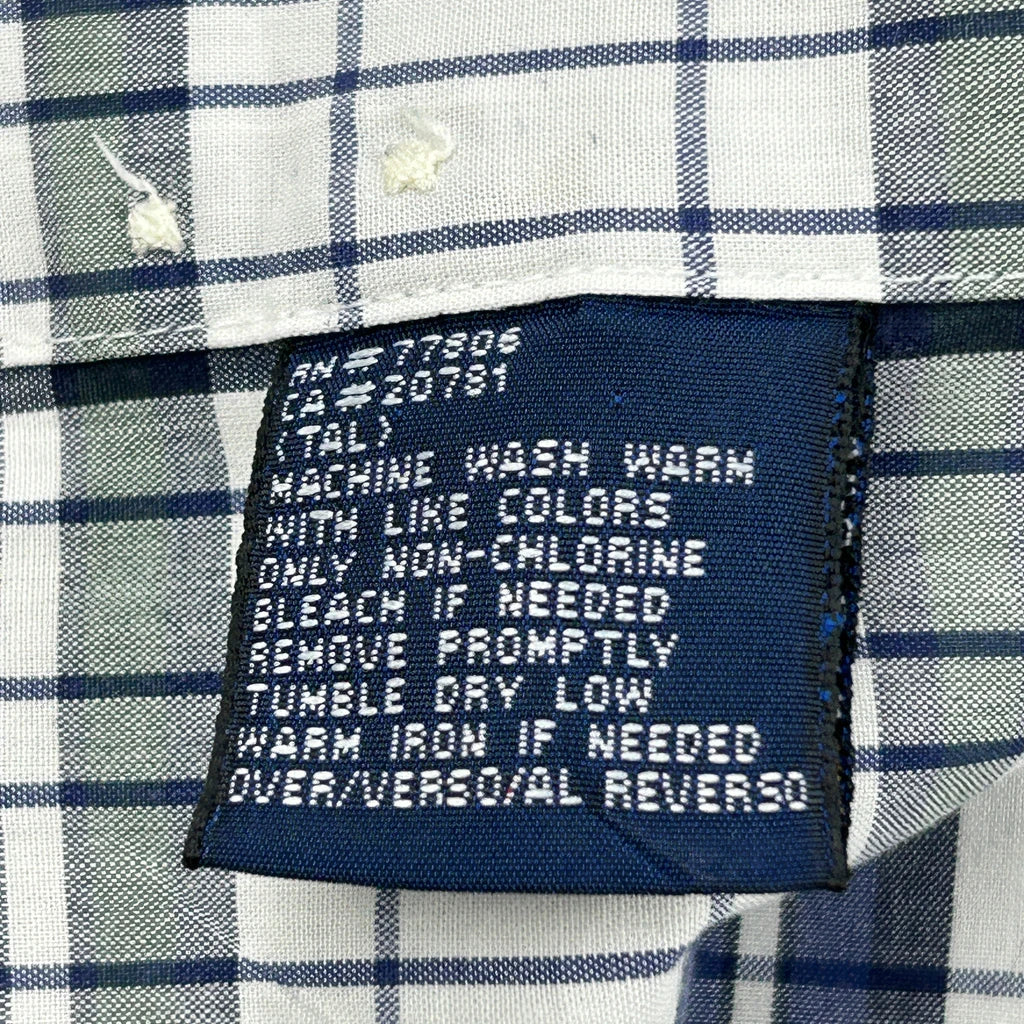 RN#77806
CA#20781
(TAL)
MACHINE WASH WARM
WITH LIKE COLORS
ONLY NON-CHLORINE
BLEACH IF NEEDED
REMOVE PROMPTLY
TUMBLE DRY LOW
WARM IRON IF NEEDED
OVER/VERSO/AL REVERSO